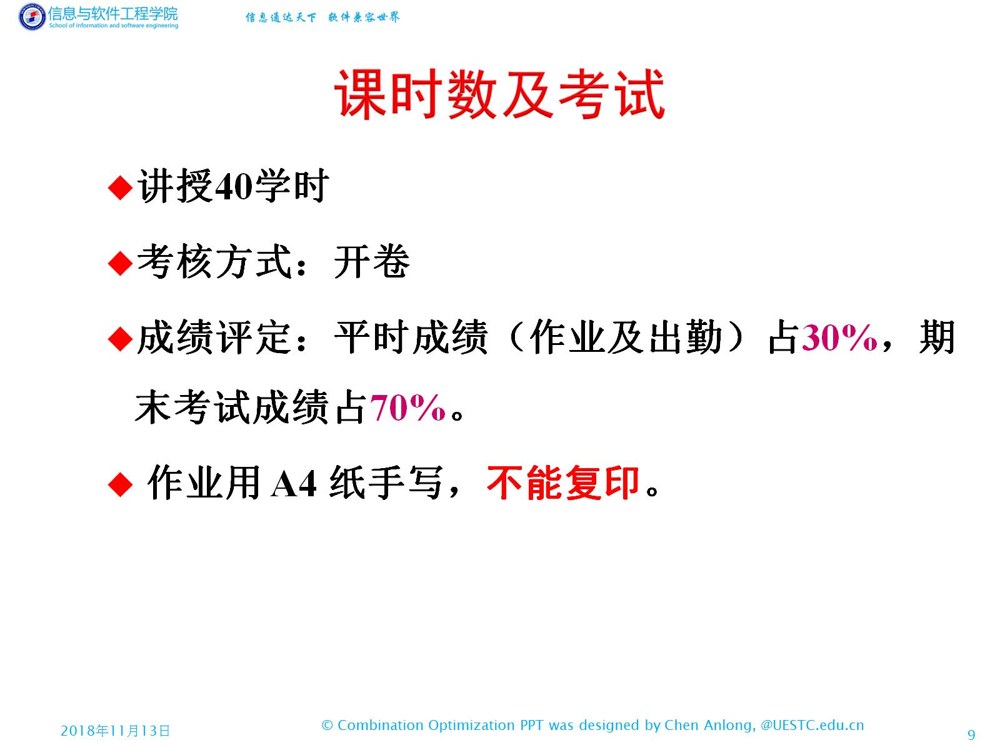 信息与软件工程学院
School of information and software engineering
信息通达天下 软件兼容世界
课时数及考试
◆讲授40学时
◆考核方式：开卷
◆成绩评定：平时成绩（作业及出勤）占30%，期
末考试成绩占70%。
◆ 作业用 A4 纸手写，不能复印。
2018年11月13日
© Combination Optimization PPT was designed by Chen Anlong, @UESTC.edu.cn
9